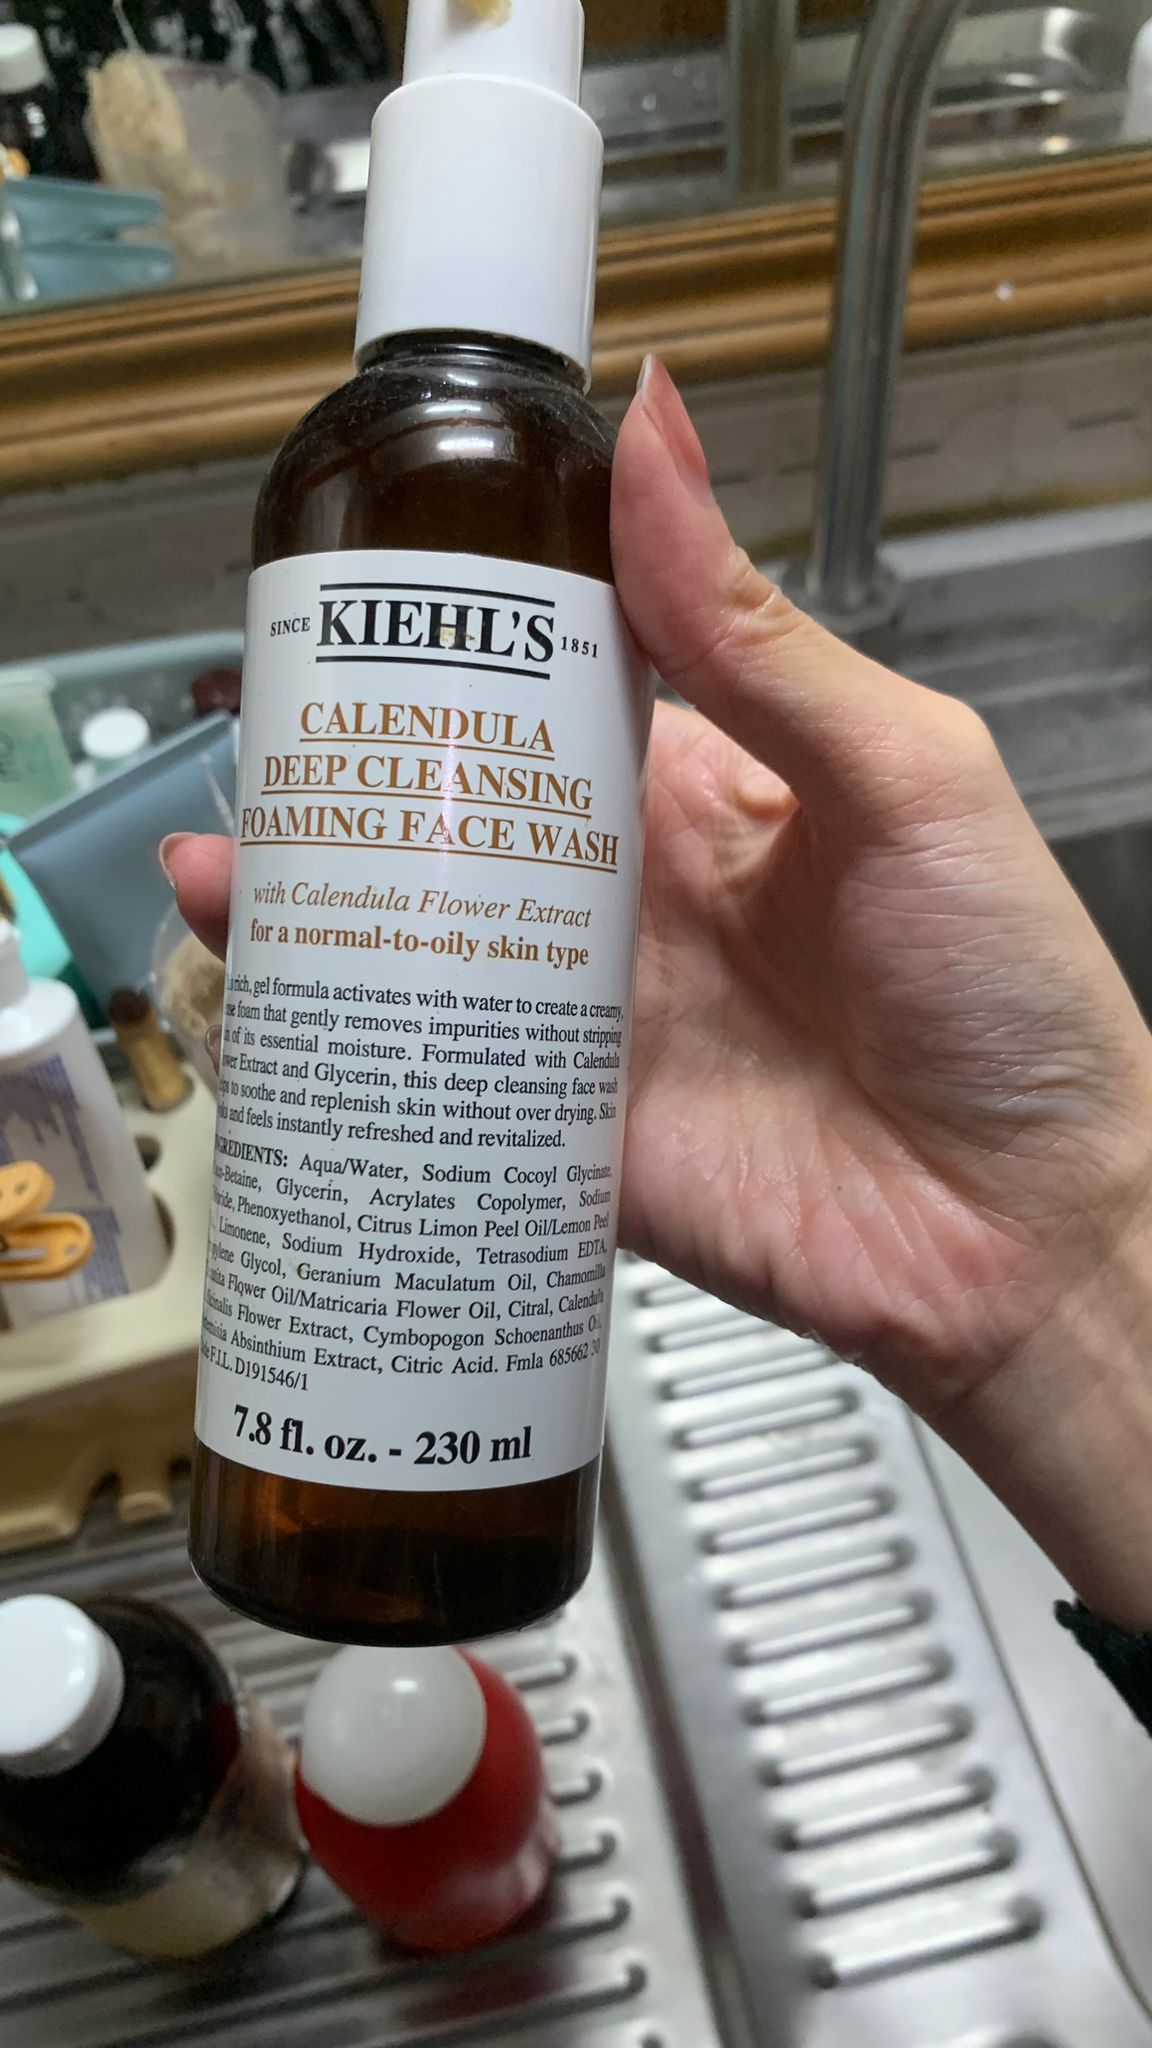 SINCE KIEHL'S 1851
CALENDULA
DEEP CLEANSING
FOAMING FACE WASH
with Calendula Flower Extract
for a normal-to-oily skin type
rich, gel formula activates with water to create a creamy,
foam that gently removes impurities without stripping
of its essential moisture. Formulated with Calendula
Extract and Glycerin, this deep cleansing face wash
to soothe and replenish skin without over drying. Skin
and feels instantly refreshed and revitalized.
INGREDIENTS: Aqua/Water, Sodium Cocoyl Glycinate,
-Betaine, Glycerin, Acrylates Copolymer, Sodium
Phenoxyethanol, Citrus Limon Peel Oil/Lemon Peel
Limonene, Sodium Hydroxide, Tetrasodium EDTA,
Glycol, Geranium Maculatum Oil, Chamomilla
Flower Oil/Matricaria Flower Oil, Citral, Calendula
Flower Extract, Cymbopogon Schoenanthus Oil,
Absinthium Extract, Citric Acid. Fmla 685662 30
F.I.L. D191546/1
7.8 fl. oz. - 230 ml